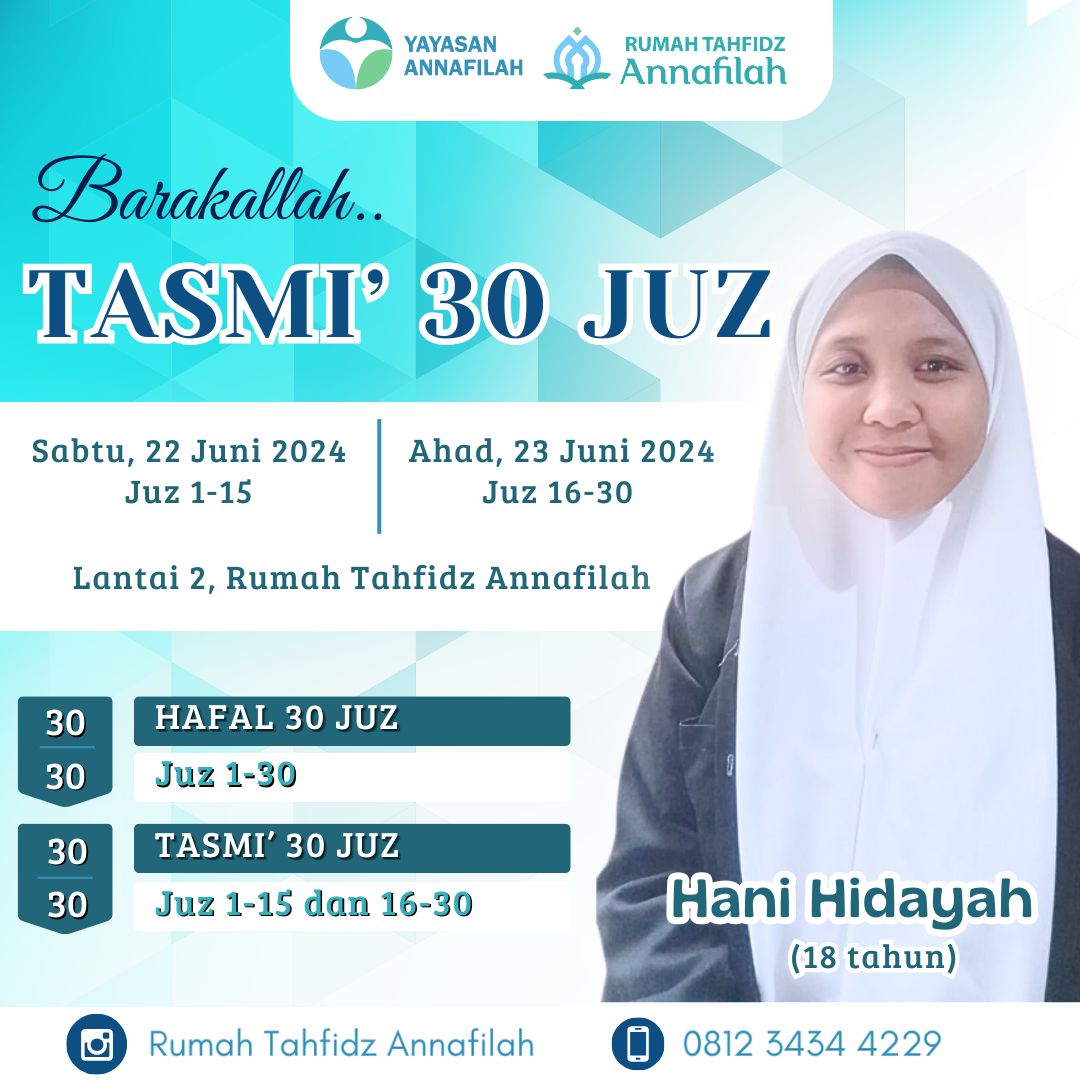 YAYASAN
ANNAFILAH
RUMAH TAHFIDZ
Annafilah
Barakallah..
TASMI' 30 JUZ
Sabtu, 22 Juni 2024
Juz 1-15
Ahad, 23 Juni 2024
Juz 16-30
Lantai 2, Rumah Tahfidz Annafilah
30
30
HAFAL 30 JUZ
Juz 1-30
30
30
TASMI' 30 JUZ
Juz 1-15 dan 16-30
Hani Hidayah
(18 tahun)
Rumah Tahfidz Annafilah
0812 3434 4229